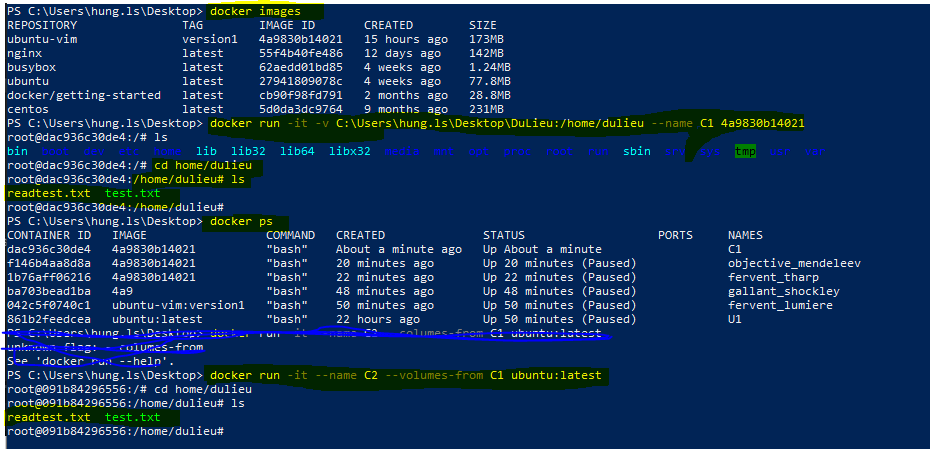 PS C:\Users\hung.ls\Desktop> docker images
REPOSITORY TAG IMAGE ID CREATED SIZE
ubuntu-vim version1 4a9830b14021 15 hours ago 173MB
nginx latest 55f4b40fe486 12 days ago 142MB
busybox latest 62aedd01bd85 4 weeks ago 1.24MB
ubuntu latest 27941809078c 4 weeks ago 77.8MB
docker/getting-started latest cb90f98fd791 2 months ago 28.8MB
centos latest 5d0da3dc9764 9 months ago 231MB
PS C:\Users\hung.ls\Desktop> docker run -it -v C:\Users\hung.ls\Desktop\DuLieu:/home/dulieu --name C1 4a9830b14021
root@dac936c30de4:/# ls
bin lib lib32 lib64 libx32 sbin tmp
root@dac936c30de4:/# cd home/dulieu
root@dac936c30de4:/home/dulieu# ls
readtest.txt test.txt
root@dac936c30de4:/home/dulieu#
PS C:\Users\hung.ls\Desktop> docker ps
CONTAINER ID IMAGE COMMAND CREATED STATUS PORTS NAMES
dac936c30de4 4a9830b14021 "bash" About a minute ago Up About a minute C1
f146b4aa8d8a 4a9830b14021 "bash" 20 minutes ago Up 20 minutes (Paused) objective_mendeleev
1b76aff06216 4a9830b14021 "bash" 22 minutes ago Up 22 minutes (Paused) fervent_tharp
ba703bead1ba 4a9 "bash" 48 minutes ago Up 48 minutes (Paused) gallant_shockley
042c5f0740c1 ubuntu-vim:version1 "bash" 50 minutes ago Up 50 minutes (Paused) fervent_lumiere
861b2feedcea ubuntu:latest "bash" 22 hours ago Up 50 minutes (Paused) U1
PS C:\Users\hung.ls\Desktop> docker run -it --name C2 --columes-from C1 ubuntu:latest
unknown flag: --columes-from
See 'docker run --help'.
PS C:\Users\hung.ls\Desktop> docker run -it --name C2 --volumes-from C1 ubuntu:latest
root@091b84296556:/# cd home/dulieu
root@091b84296556:/home/dulieu# ls
readtest.txt test.txt
root@091b84296556:/home/dulieu#